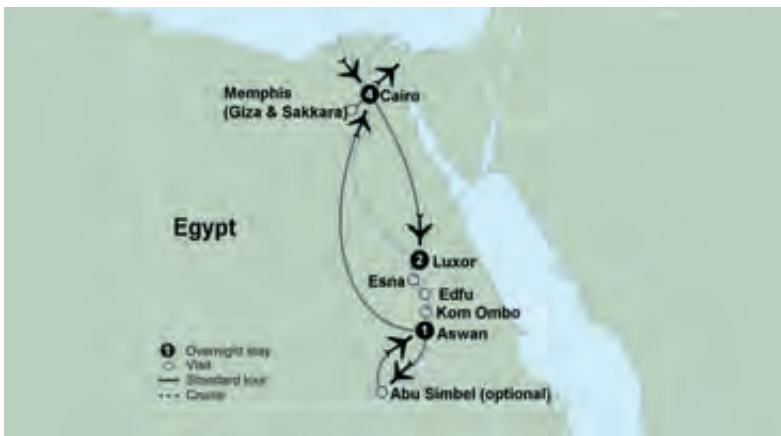 Memphis
(Giza & Sakkara)
4 Cairo
Egypt
2 Luxor
Esna
Edfu
Kom Ombo
1 Aswan
Abu Simbel (optional)
1 Overnight stay
Visit
Standard tour
Cruise